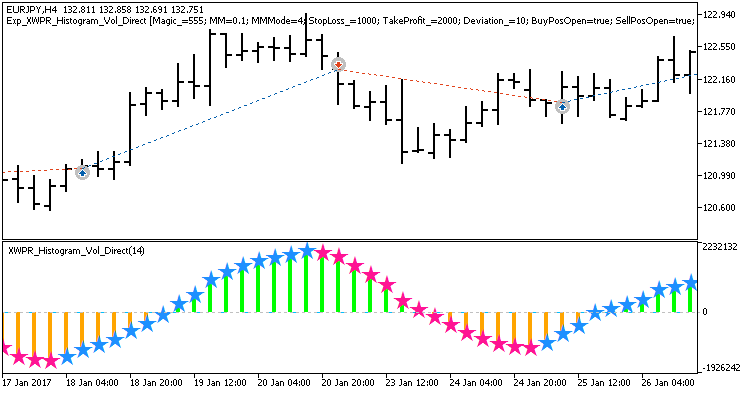 EURJPY,H4 132.811 132.858 132.691 132.751
Exp_XWPR_Histogram_Vol_Direct [Magic_=555; MM=0.1; MMMode=4; StopLoss_=1000; TakeProfit_=2000; Deviation_=10; BuyPosOpen=true; SellPosOpen=true;
122.940
122.550
122.160
121.770
121.380
120.990
120.600
XWPR_Histogram_Vol_Direct(14)
2232132
0
-1926242
17 Jan 2017 18 Jan 04:00 18 Jan 20:00 19 Jan 12:00 20 Jan 04:00 20 Jan 20:00 23 Jan 12:00 24 Jan 04:00 24 Jan 20:00 25 Jan 12:00 26 Jan 04:00